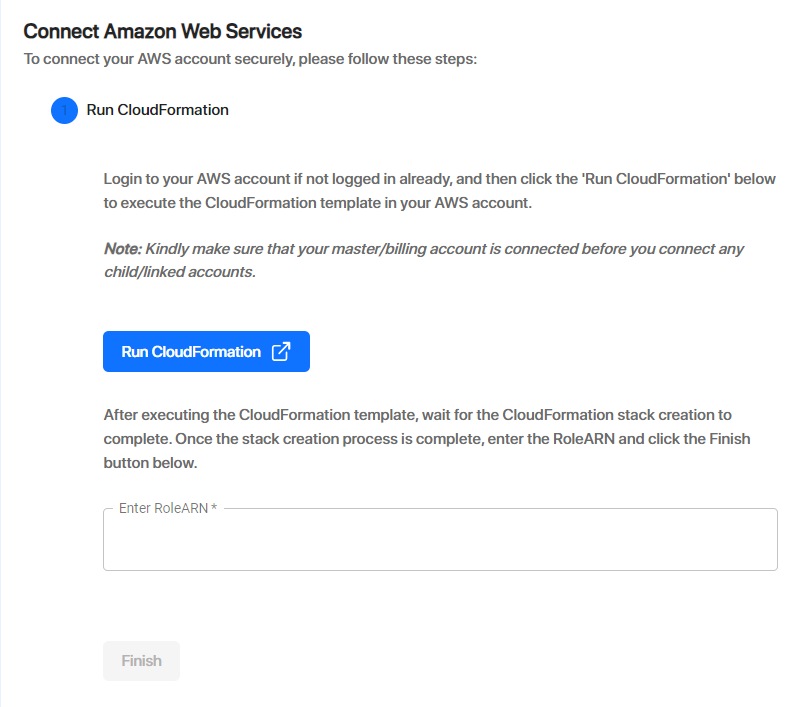 Connect Amazon Web Services
To connect your AWS account securely, please follow these steps:
1 Run CloudFormation
Login to your AWS account if not logged in already, and then click the 'Run CloudFormation' below
to execute the CloudFormation template in your AWS account.
Note: Kindly make sure that your master/billing account is connected before you connect any
child/linked accounts.
Run CloudFormation
After executing the CloudFormation template, wait for the CloudFormation stack creation to
complete. Once the stack creation process is complete, enter the RoleARN and click the Finish
button below.
Enter RoleARN *
Finish